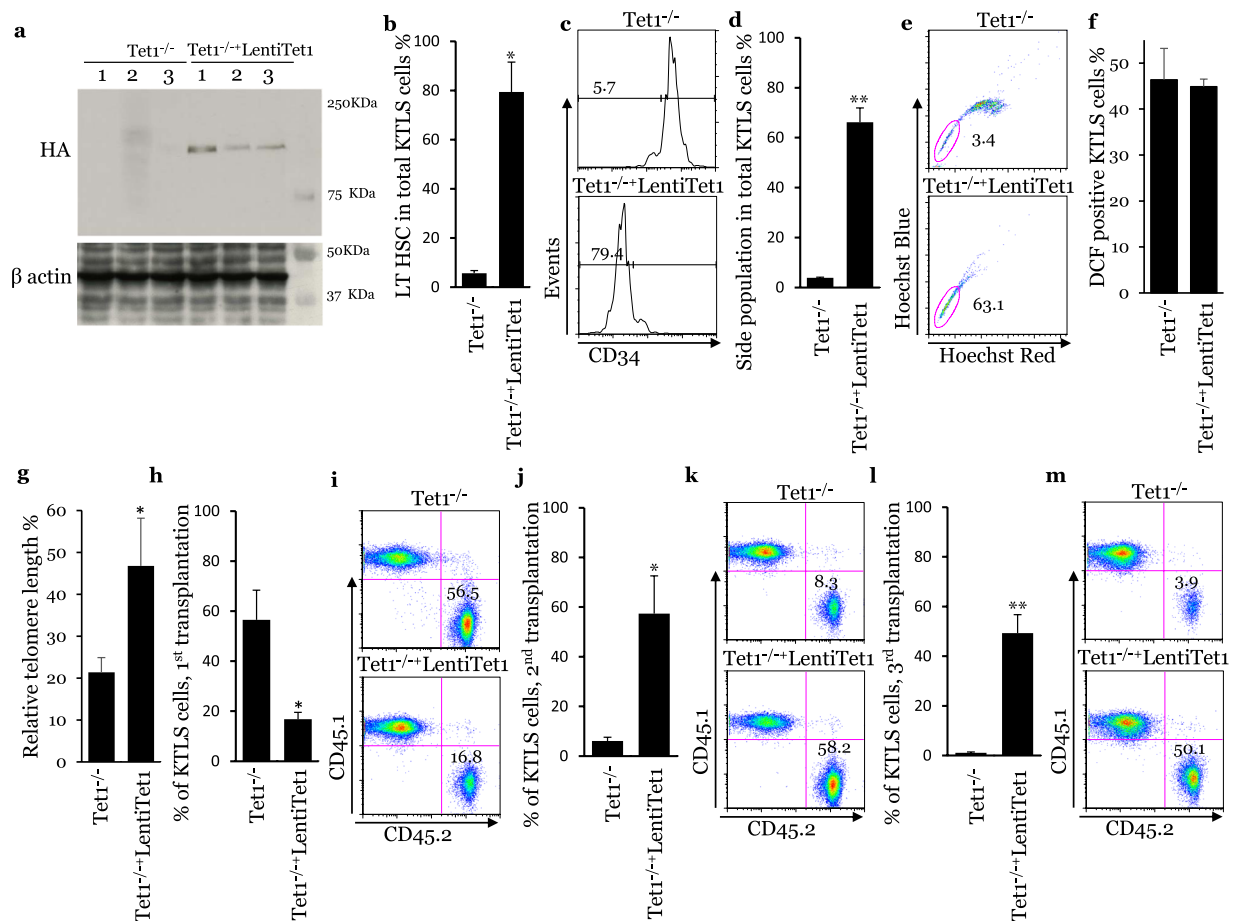 a
Tet1-/-
Tet1-/-+LentiTet1
1 2 3 1 2 3
250KDa
HA
75 KDa
50KDa
β actin
37 KDa
b
LT HSC in total KTLS cells %
100
80
60
40
20
0
*
Tet1-/-
Tet1-/-+LentiTet1
c
Tet1-/-
5.7
Tet1-/-+LentiTet1
79.4
Events
CD34
d
Side population in total KTLS cells %
100
80
60
40
20
0
**
Tet1-/-
Tet1-/-+LentiTet1
e
Tet1-/-
3.4
Tet1-/-+LentiTet1
63.1
Hoechst Blue
Hoechst Red
f
DCF positive KTLS cells %
50
40
30
20
10
0
Tet1-/-
Tet1-/-+LentiTet1
g
Relative telomere length %
60
50
40
30
20
10
0
*
Tet1-/-
Tet1-/-+LentiTet1
h
% of KTLS cells, 1st transplantation
100
80
60
40
20
0
*
Tet1-/-
Tet1-/-+LentiTet1
i
Tet1-/-
56.5
Tet1-/-+LentiTet1
16.8
CD45.1
CD45.2
j
% of KTLS cells, 2nd transplantation
100
80
60
40
20
0
*
Tet1-/-
Tet1-/-+LentiTet1
k
Tet1-/-
8.3
Tet1-/-+LentiTet1
58.2
CD45.1
CD45.2
l
% of KTLS cells, 3rd transplantation
100
80
60
40
20
0
**
Tet1-/-
Tet1-/-+LentiTet1
m
Tet1-/-
3.9
Tet1-/-+LentiTet1
50.1
CD45.1
CD45.2